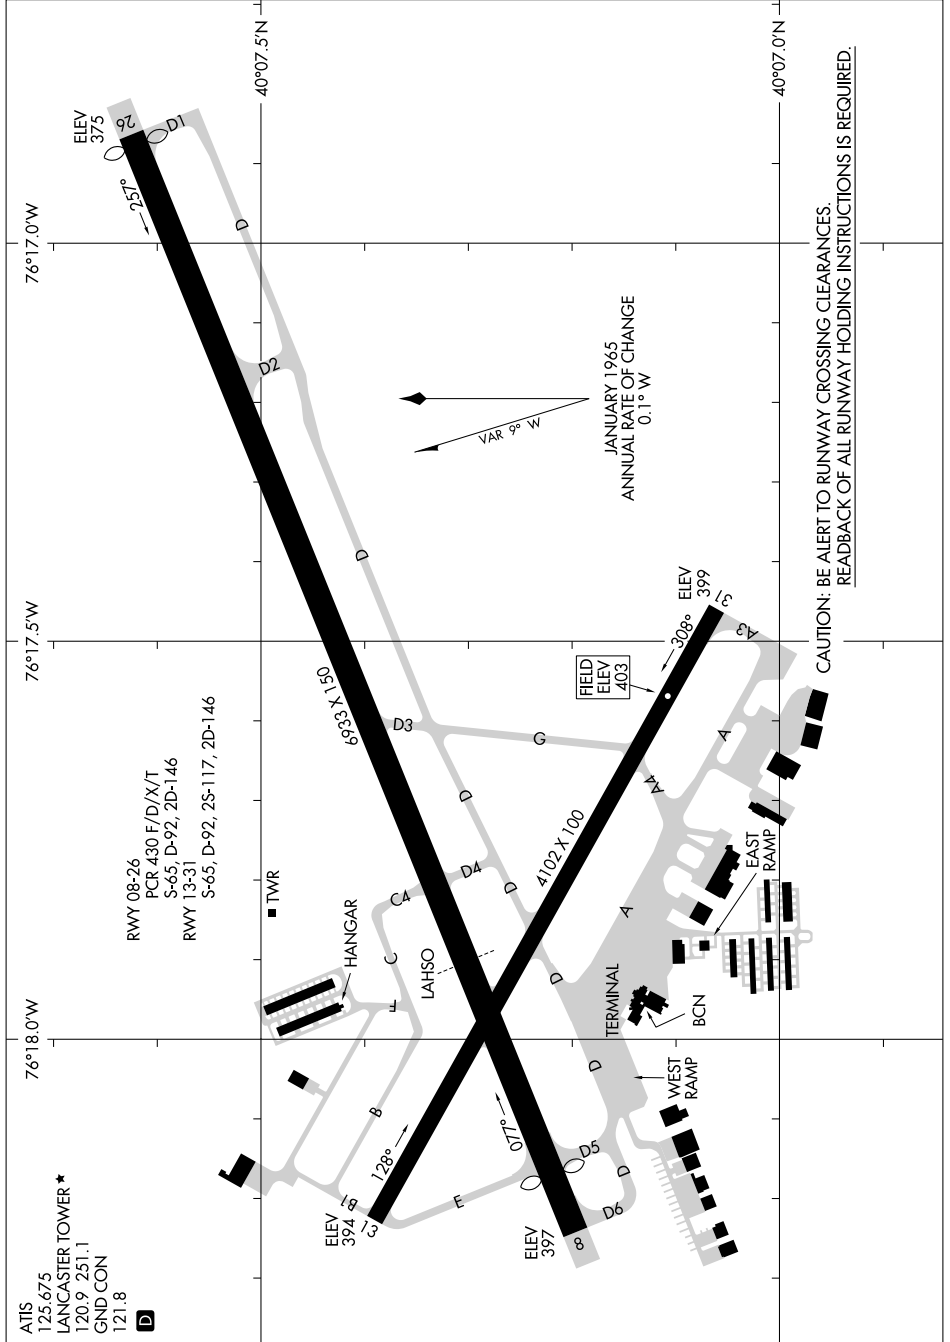 ATIS
125.675
LANCASTER TOWER★
120.9 251.1
GND CON
121.8
D
76°18.0'W
76°17.5'W
76°17.0'W
40°07.5'N
40°07.0'N
RWY 08-26
PCR 430 F/D/X/T
S-65, D-92, 2D-146
RWY 13-31
S-65, D-92, 2S-117, 2D-146
TWR
HANGAR
LAHSO
ELEV
375
26
D1
257°
D
D2
D
6933 X 150
D3
G
D
D4
C4
C
F
D
D
B
B1
13
128°
ELEV
394
E
077°
ELEV
397
8
D5
D6
D
D
4102 X 100
AA
A
A
A3
FIELD
ELEV
403
308°
ELEV
399
31
VAR 9° W
JANUARY 1965
ANNUAL RATE OF CHANGE
0.1° W
TERMINAL
BCN
WEST
RAMP
EAST
RAMP
CAUTION: BE ALERT TO RUNWAY CROSSING CLEARANCES.
READBACK OF ALL RUNWAY HOLDING INSTRUCTIONS IS REQUIRED.